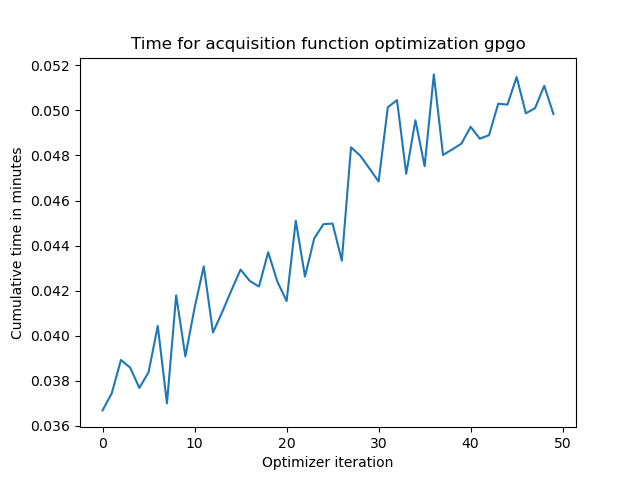 Time for acquisition function optimization gpgo
Cumulative time in minutes
0.052
0.050
0.048
0.046
0.044
0.042
0.040
0.038
0.036
0 10 20 30 40 50
Optimizer iteration